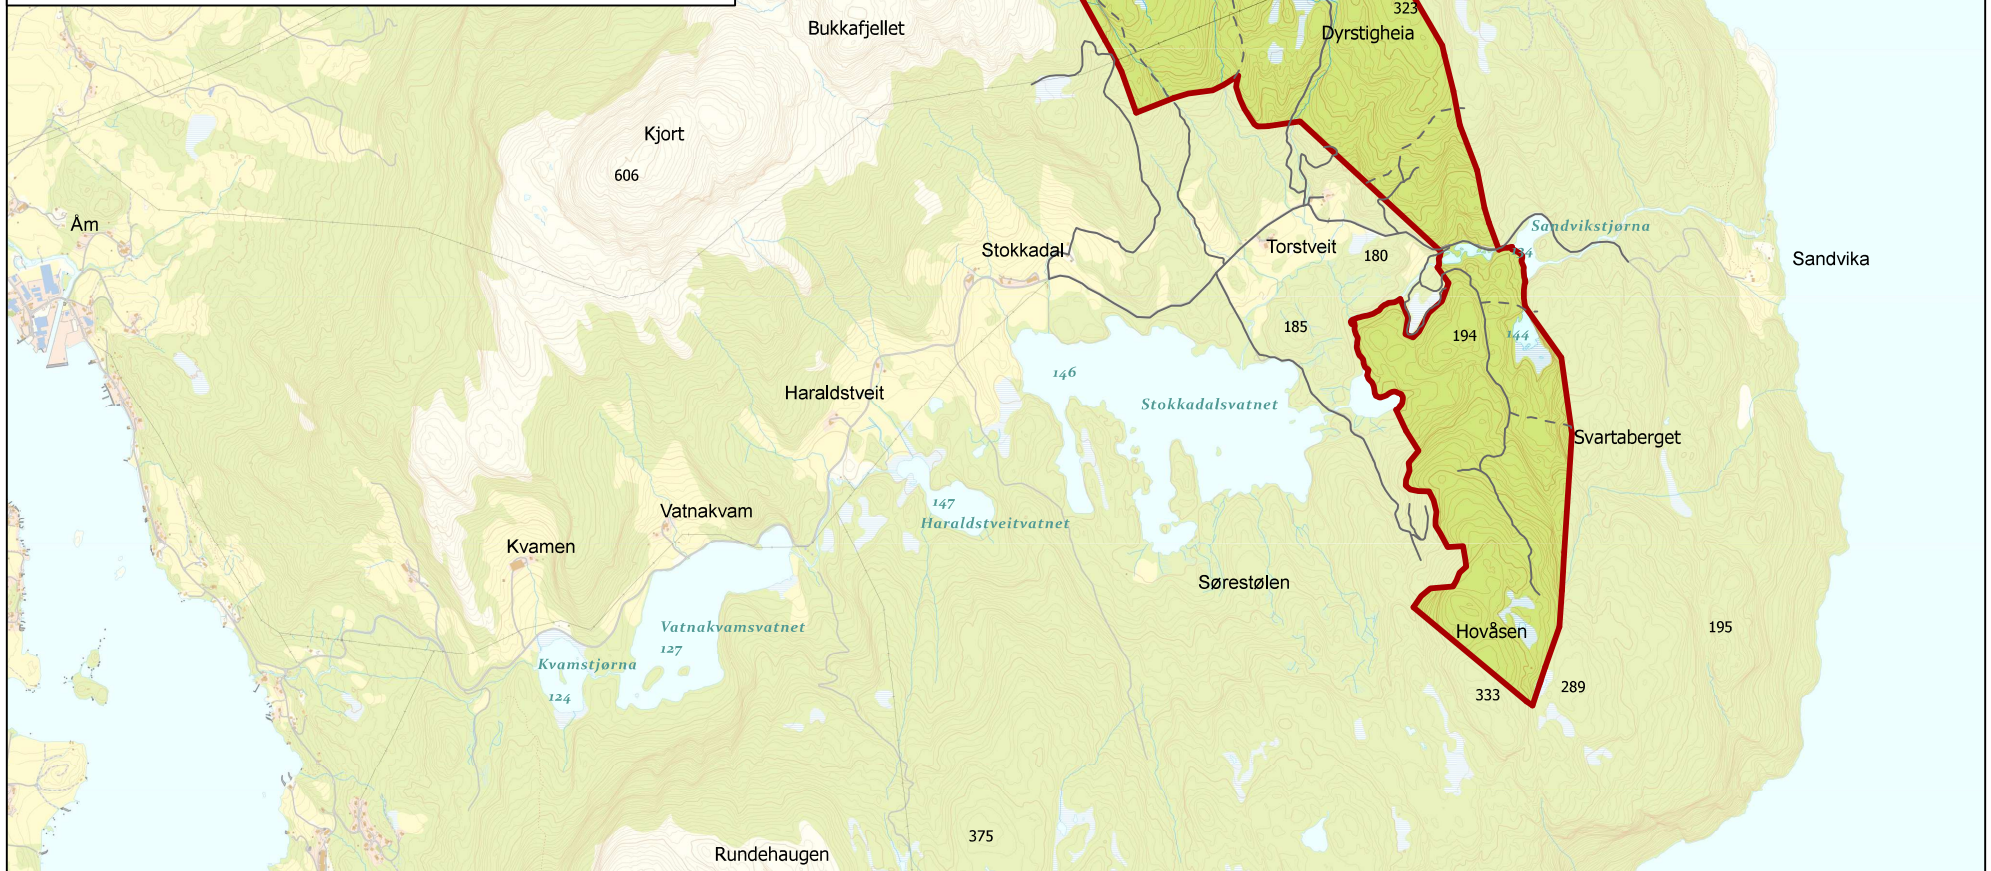 323
Bukkafjellet
Dyrstigheia
Kjort
606
Åm
Sandvikstjørna
Stokkadal
Torstveit
180
134
Sandvika
185
194
144
146
Haraldstveit
Stokkadalsvatnet
Svartaberget
147
Vatnakvam
Haraldstveitvatnet
Kvamen
Sørestølen
Vatnakvamsvatnet
127
Hovåsen
195
Kvamstjørna
124
333
289
375
Rundehaugen